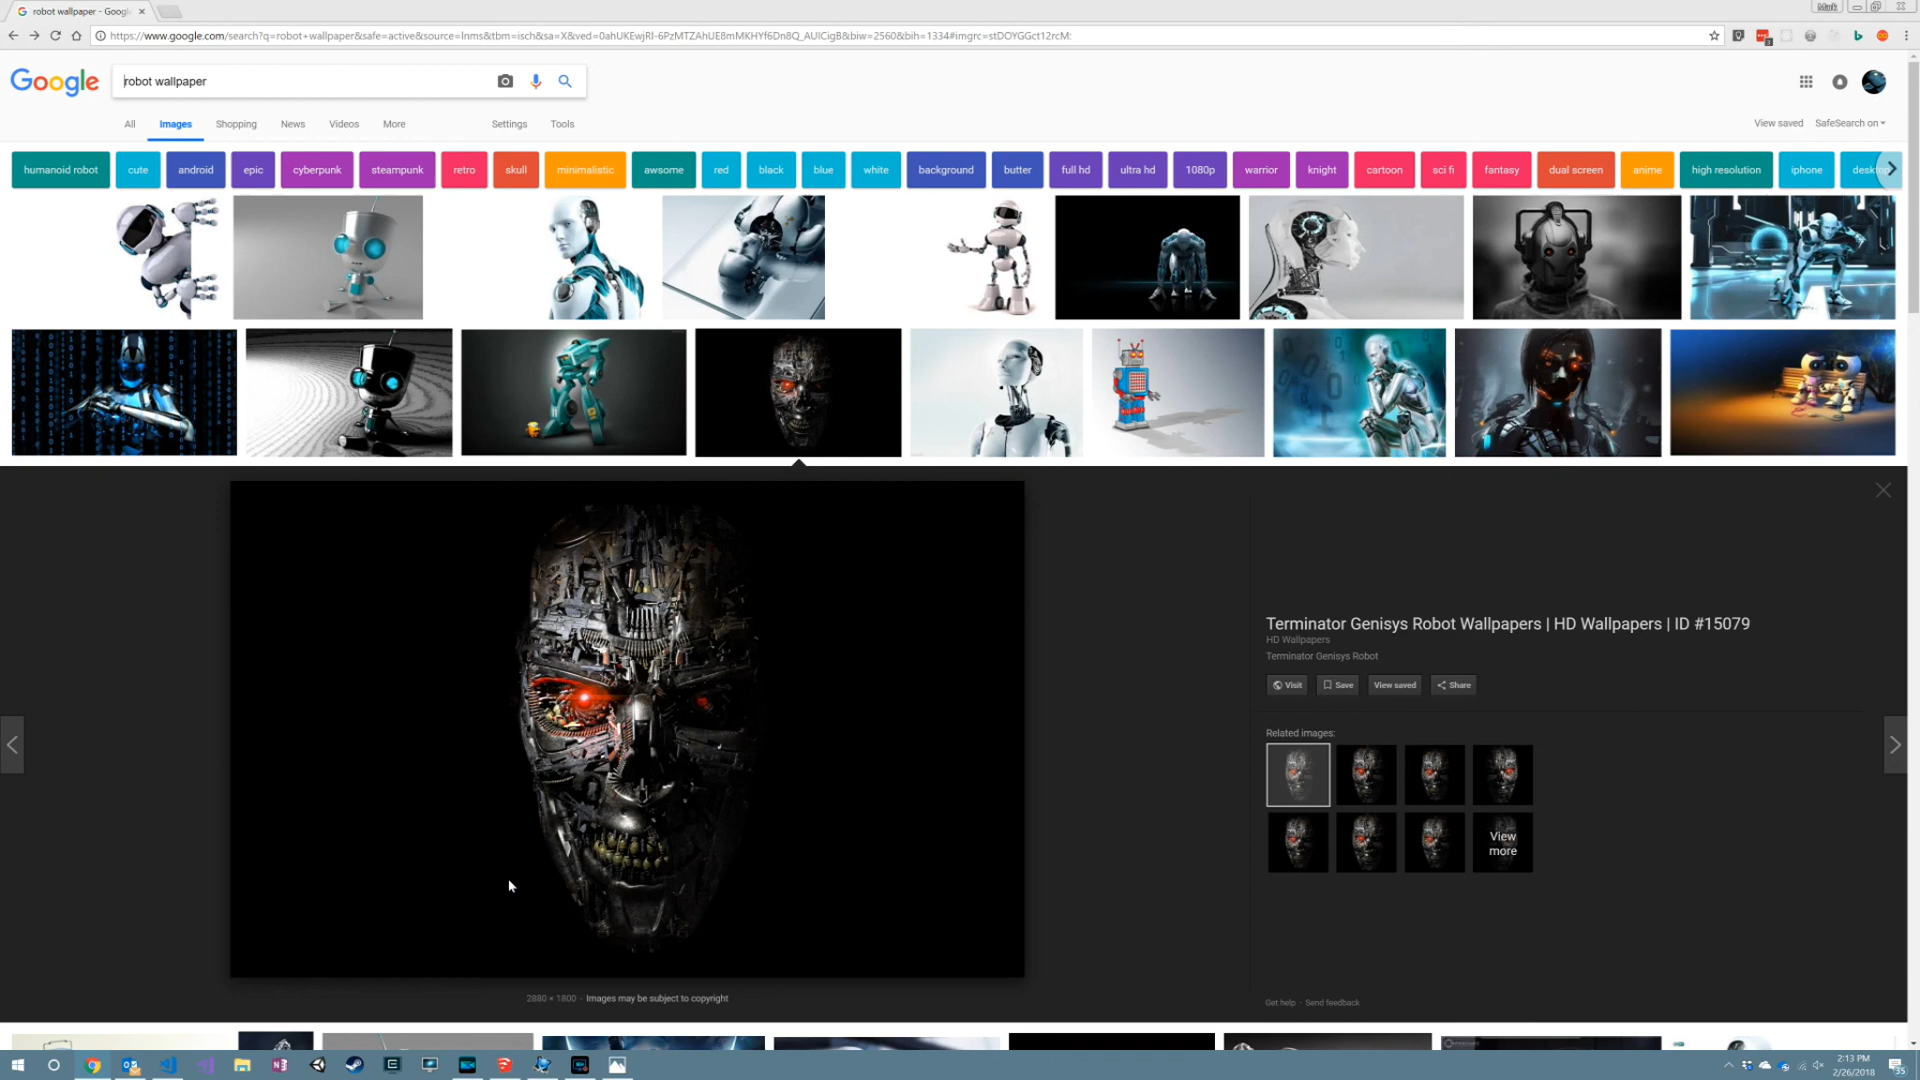 robot wallpaper - Googl
Mark
https://www.google.com/search?q=robot+wallpaper&safe=active&source=lnms&tbm=isch&sa=X&ved=0ahUKEwjRl-6PzMTZAhUE8mMKHYf6Dn8Q_AUICigB&biw=2560&bih=1334#imgrc=stDOYGGct12rcM:
Google
robot wallpaper
All Images Shopping News Videos More Settings Tools
View saved SafeSearch on
humanoid robot cute android epic cyberpunk steampunk retro skull minimalistic awsome red black blue white background butter full hd ultra hd 1080p warrior knight cartoon sci fi fantasy dual screen anime high resolution iphone desktop
Terminator Genisys Robot Wallpapers | HD Wallpapers | ID #15079
HD Wallpapers
Terminator Genisys Robot
Visit Save View saved Share
Related images:
View
more
2880 × 1800 - Images may be subject to copyright
Get help - Send feedback
2:13 PM
2/26/2018
35